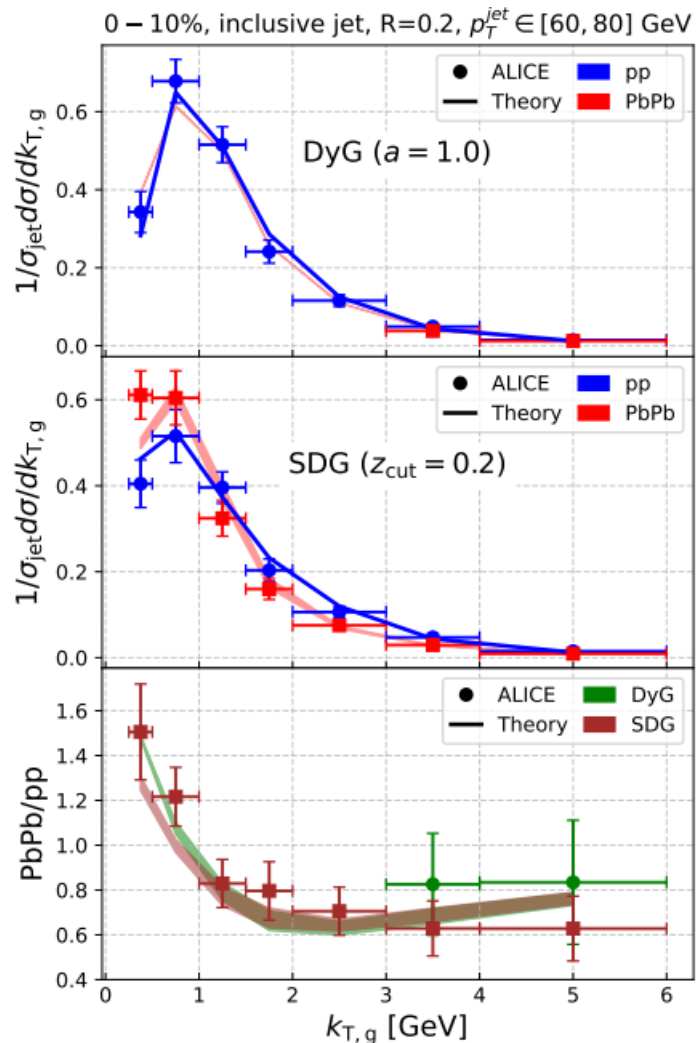 0 − 10%, inclusive jet, R=0.2, p_T^{jet} ∈ [60, 80] GeV
1/σ_jet dσ/dk_{T,g}
0.6
0.4
0.2
0.0
ALICE
Theory
pp
PbPb
DyG (a = 1.0)
1/σ_jet dσ/dk_{T,g}
0.6
0.4
0.2
0.0
ALICE
Theory
pp
PbPb
SDG (z_cut = 0.2)
PbPb/pp
1.6
1.4
1.2
1.0
0.8
0.6
0.4
ALICE
Theory
DyG
SDG
0 1 2 3 4 5 6
k_{T,g} [GeV]